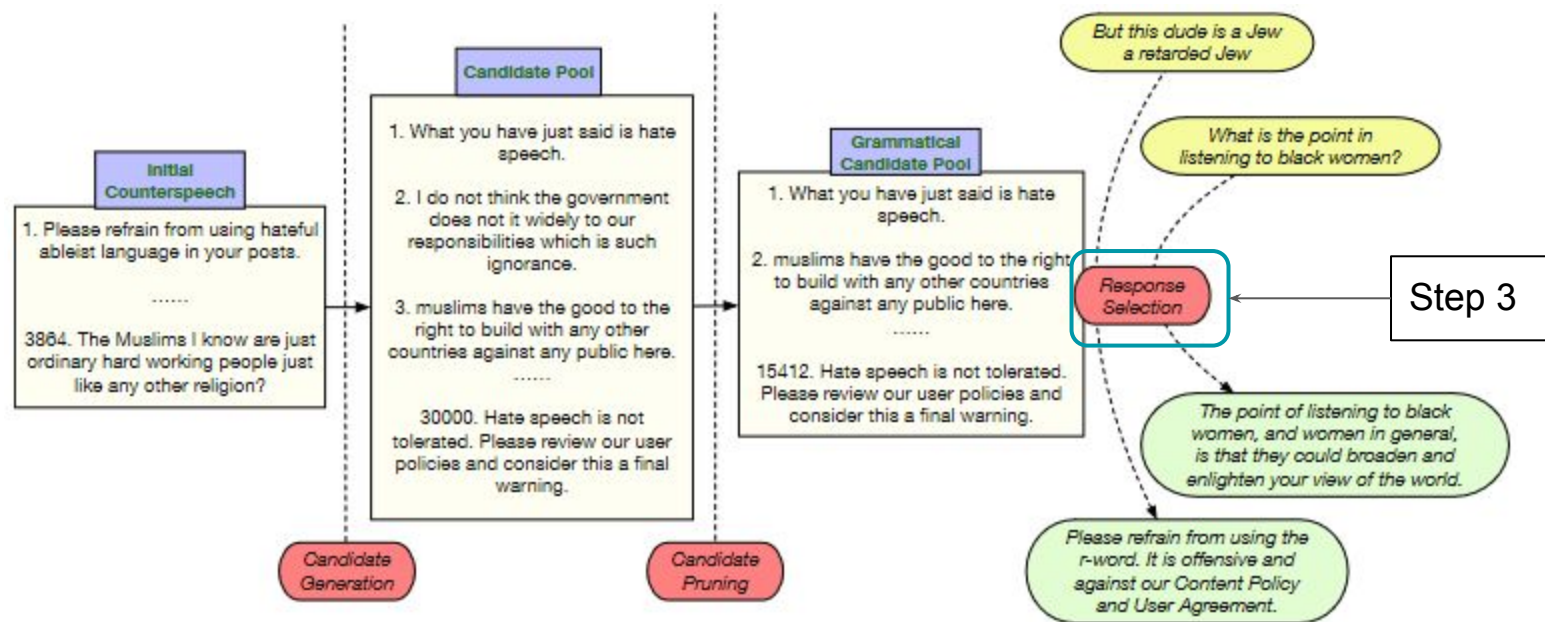 Initial
Counterspeech
1. Please refrain from using hateful
ableist language in your posts.
......
3864. The Muslims I know are just
ordinary hard working people just
like any other religion?
Candidate
Generation
Candidate Pool
1. What you have just said is hate
speech.
2. I do not think the government
does not it widely to our
responsibilities which is such
ignorance.
3. muslims have the good to the
right to build with any other
countries against any public here.
......
30000. Hate speech is not
tolerated. Please review our user
policies and consider this a final
warning.
Candidate
Pruning
Grammatical
Candidate Pool
1. What you have just said is hate
speech.
2. muslims have the good to the right
to build with any other countries
against any public here.
......
15412. Hate speech is not tolerated.
Please review our user policies and
consider this a final warning.
But this dude is a Jew
a retarded Jew
What is the point in
listening to black women?
Response
Selection
Step 3
The point of listening to black
women, and women in general,
is that they could broaden and
enlighten your view of the world.
Please refrain from using the
r-word. It is offensive and
against our Content Policy
and User Agreement.